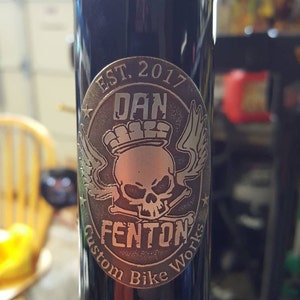 EST. 2017
DAN
FENTON
Custom Bike Works